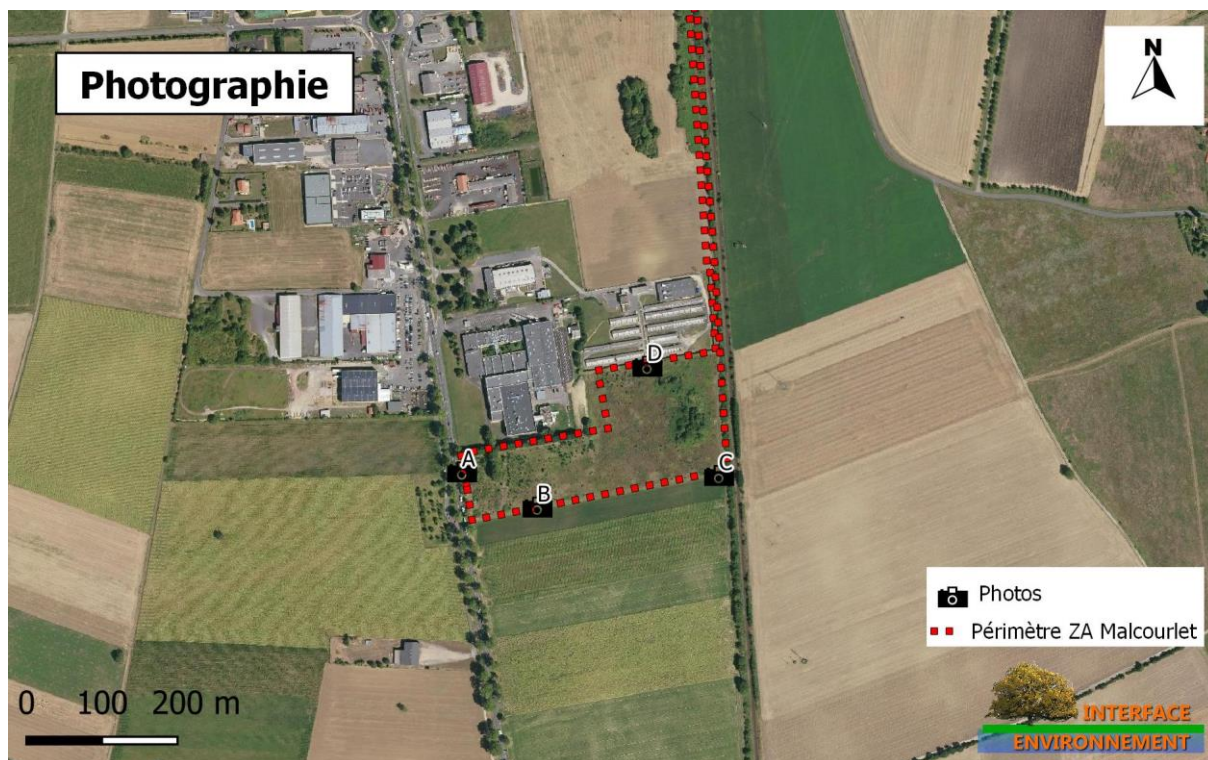 Photographie
N
D
A
C
B
Photos
Périmètre ZA Malcourlet
0 100 200 m
INTERFACE
ENVIRONNEMENT